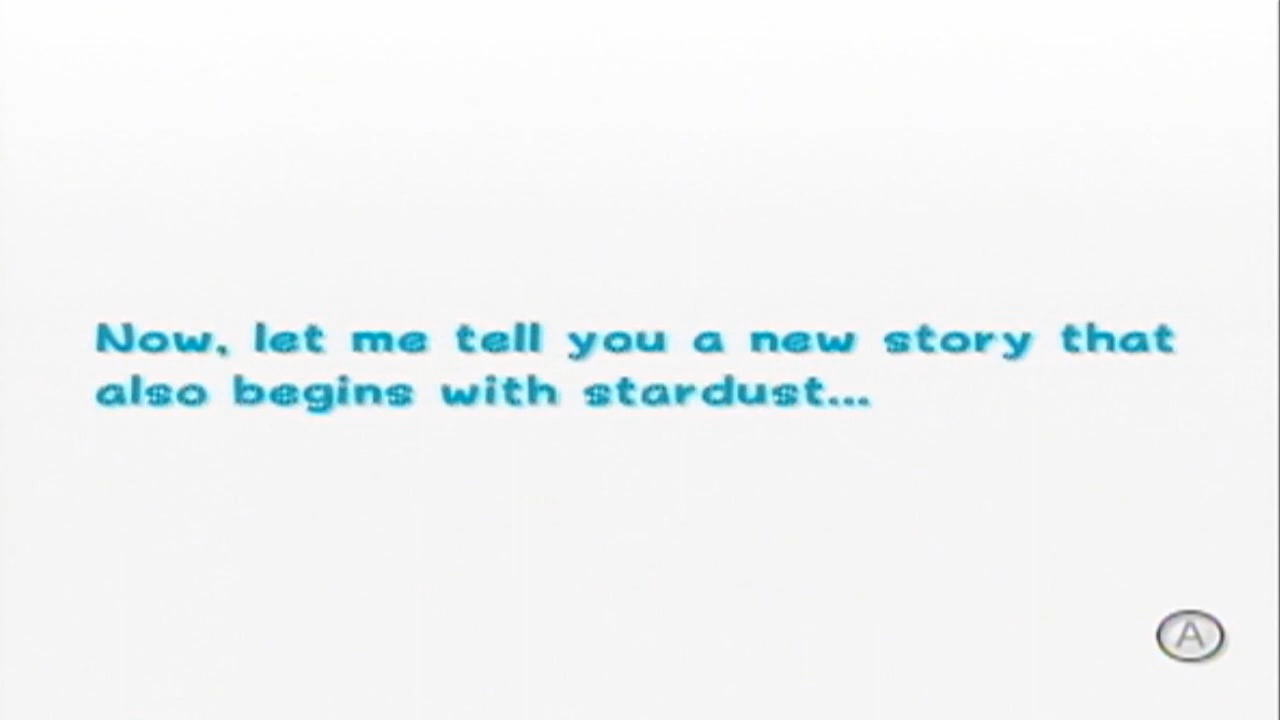 Now, let me tell you a new story that
also begins with stardust...
A